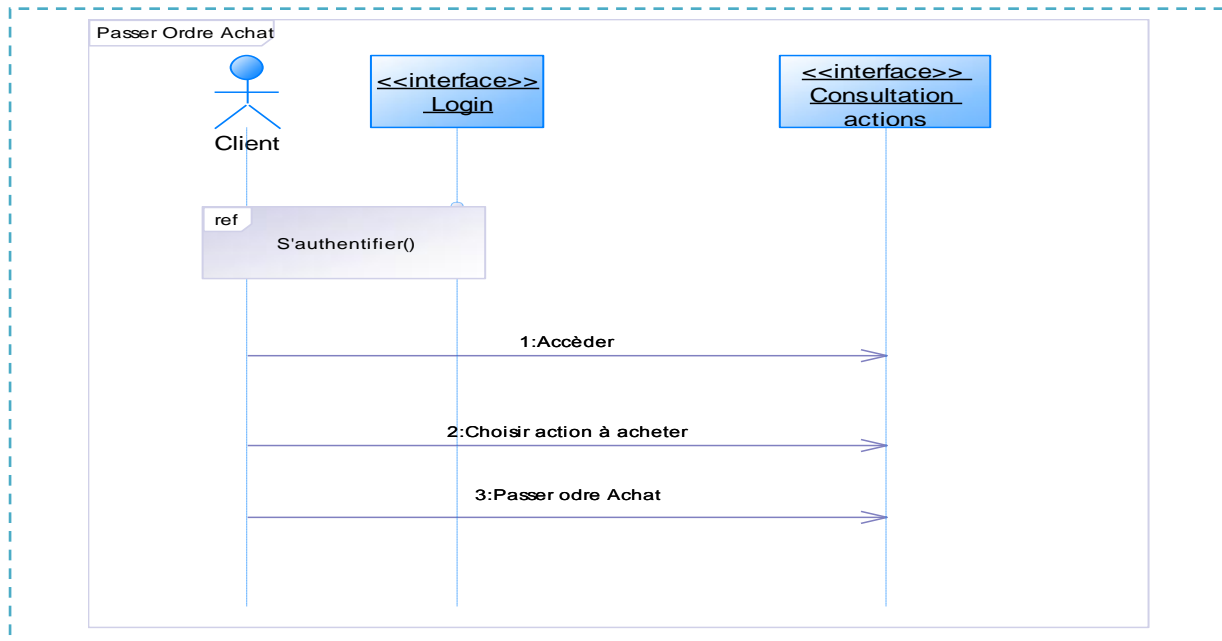 Passer Ordre Achat
Client
<<interface>>
Login
<<interface>>
Consultation
actions
ref
S'authentifier()
1:Accèder
2:Choisir action à acheter
3:Passer odre Achat